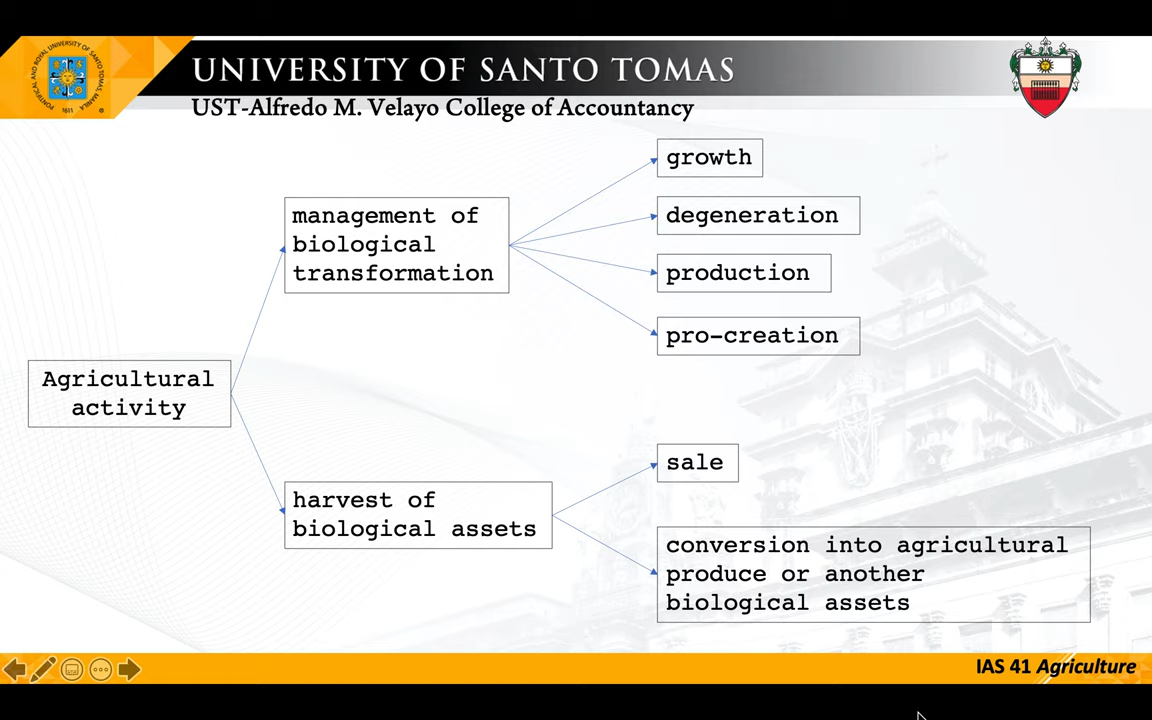 UNIVERSITY OF SANTO TOMAS
UST-Alfredo M. Velayo College of Accountancy
Agricultural
activity
management of
biological
transformation
growth
degeneration
production
pro-creation
harvest of
biological assets
sale
conversion into agricultural
produce or another
biological assets
IAS 41 Agriculture